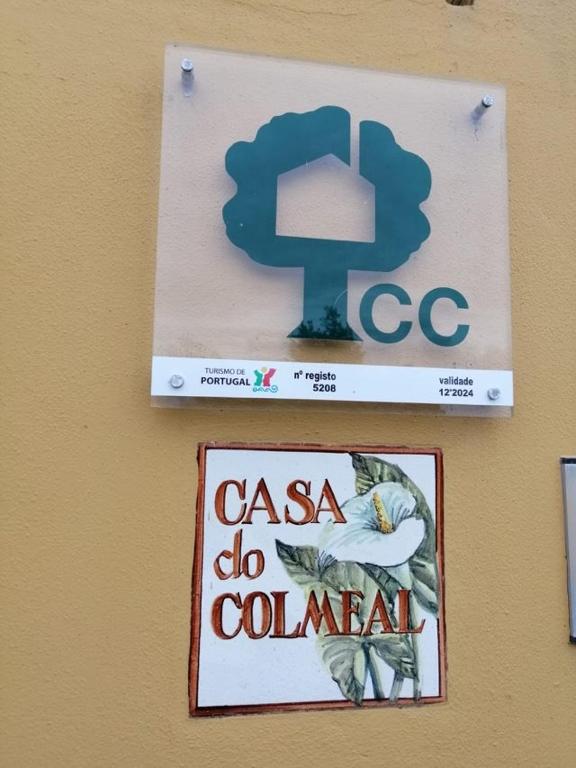 CC
TURISMO DE
PORTUGAL
nº registo
5208
validade
12'2024
CASA
do
COLMEAL